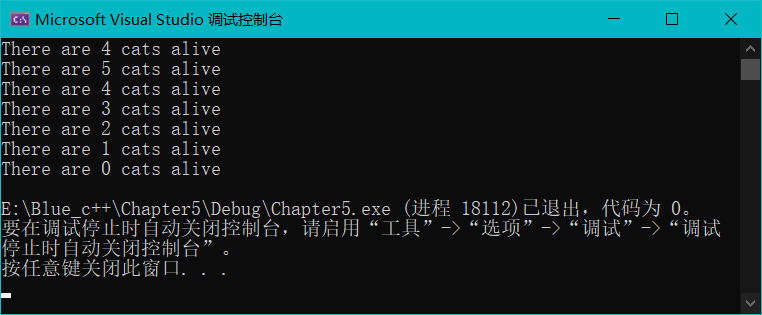 Microsoft Visual Studio 调试控制台
There are 4 cats alive
There are 5 cats alive
There are 4 cats alive
There are 3 cats alive
There are 2 cats alive
There are 1 cats alive
There are 0 cats alive
E:\Blue_c++\Chapter5\Debug\Chapter5.exe (进程 18112)已退出，代码为 0。
要在调试停止时自动关闭控制台，请启用“工具”->“选项”->“调试”->“调试
停止时自动关闭控制台”。
按任意键关闭此窗口. . .